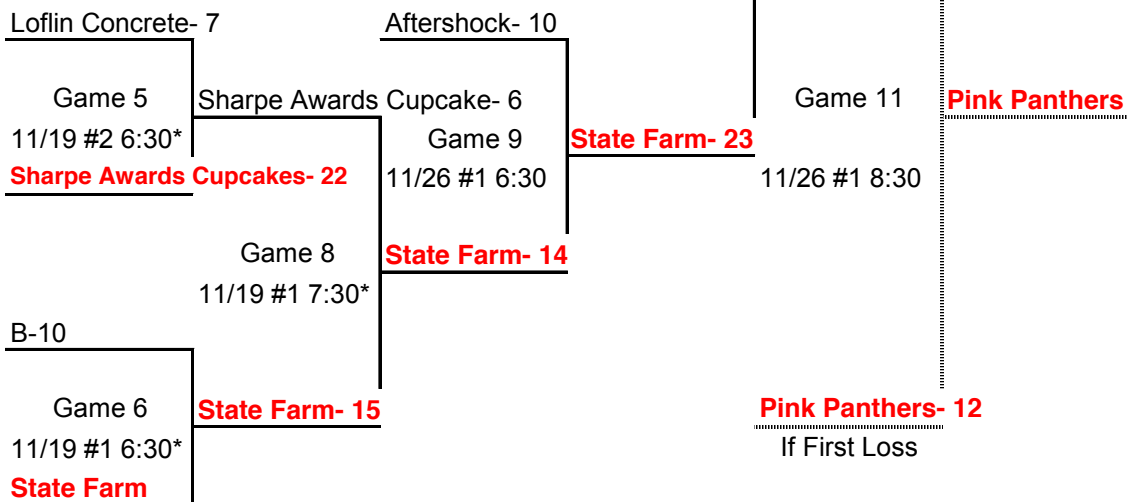 Loflin Concrete- 7
Aftershock- 10
Game 5
Sharpe Awards Cupcake- 6
Game 11
Pink Panthers
11/19 #2 6:30*
Game 9
State Farm- 23
Sharpe Awards Cupcakes- 22
11/26 #1 6:30
11/26 #1 8:30
Game 8
State Farm- 14
11/19 #1 7:30*
B-10
Game 6
State Farm- 15
Pink Panthers- 12
11/19 #1 6:30*
If First Loss
State Farm